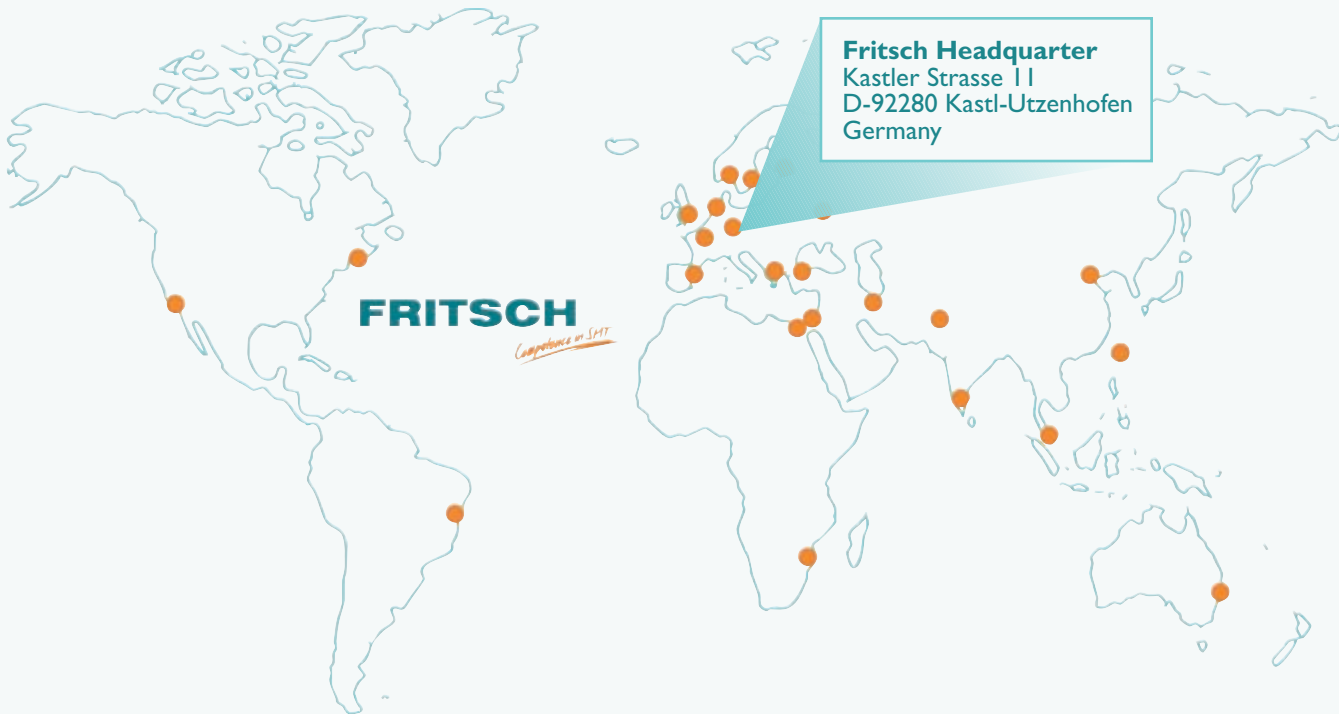 Fritsch Headquarter
Kastler Strasse 11
D-92280 Kastl-Utzenhofen
Germany
FRITSCH
Competence in SMT